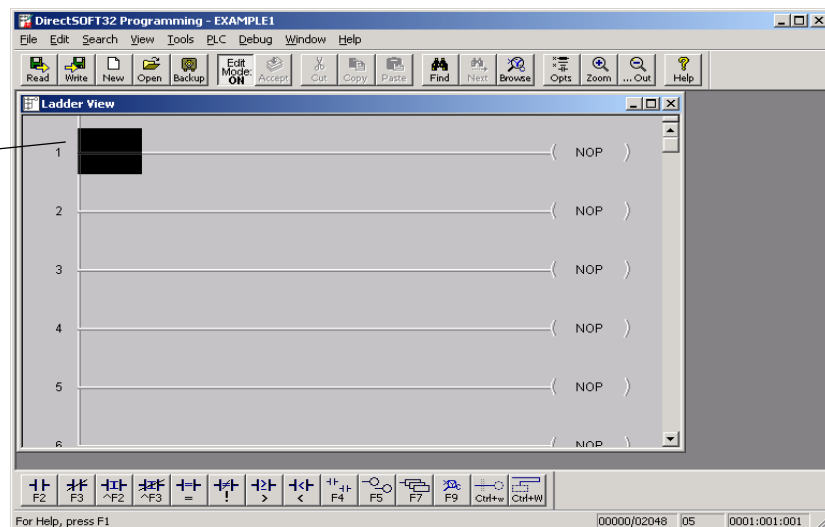 DirectSOFT32 Programming - EXAMPLE1
File Edit Search View Tools PLC Debug Window Help
Read Write New Open Backup Edit Mode: ON Accept Cut Copy Paste Find Next Browse Opts Zoom ... Out Help
Ladder View
1 NOP
2 NOP
3 NOP
4 NOP
5 NOP
6 NOP
F2 F3 ^F2 ^F3 = ! > < F4 F5 F7 F9 Ctrl+w Ctrl+W
For Help, press F1 00000/02048 05 0001:001:001